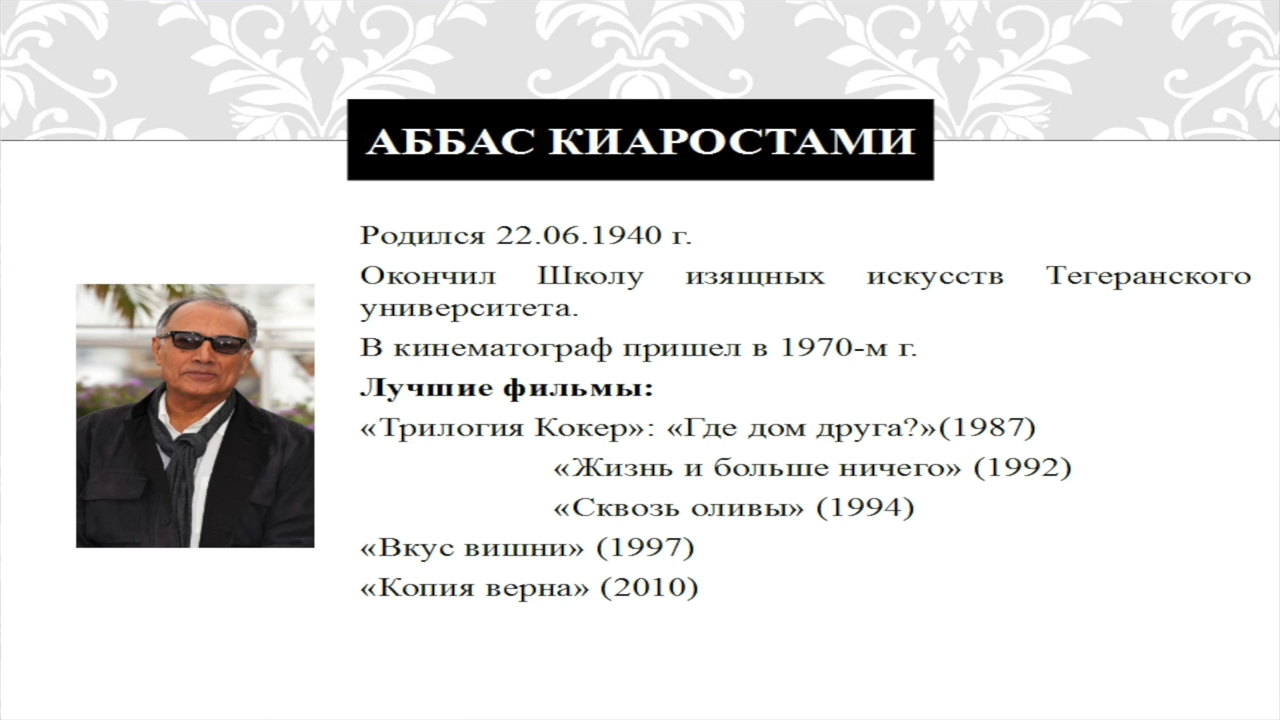 АББАС КИАРОСТАМИ
Родился 22.06.1940 г.
Окончил Школу изящных искусств Тегеранского
университета.
В кинематограф пришел в 1970-м г.
Лучшие фильмы:
«Трилогия Кокер»: «Где дом друга?»(1987)
«Жизнь и больше ничего» (1992)
«Сквозь оливы» (1994)
«Вкус вишни» (1997)
«Копия верна» (2010)